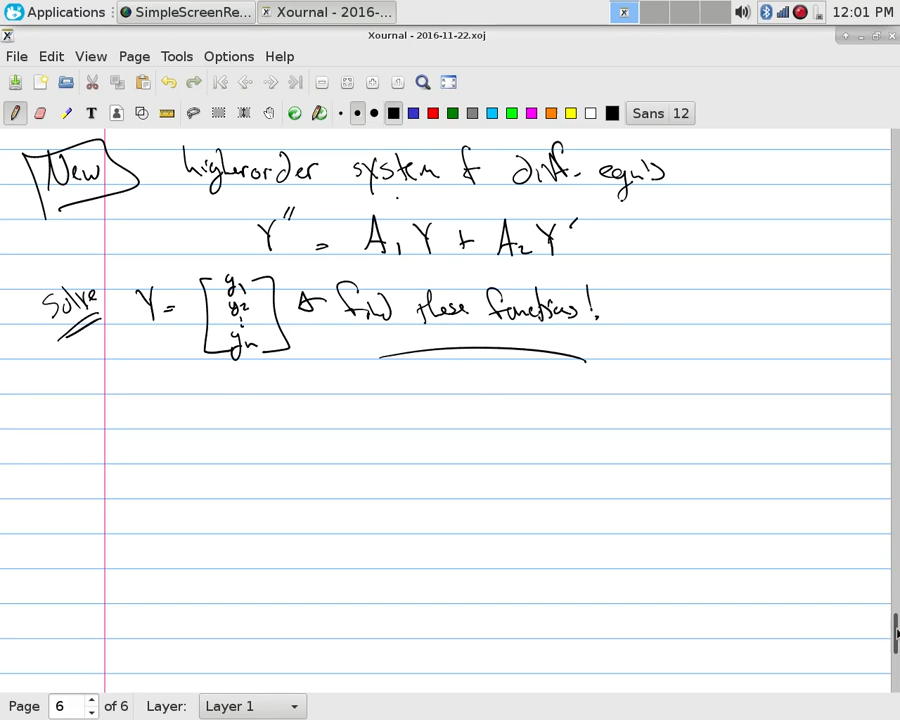 Applications SimpleScreenRe... Xournal - 2016-... 12:01 PM
Xournal - 2016-11-22.xoj
File Edit View Page Tools Options Help
Sans 12
New higher order system of diff. eqn's
Y'' = A₁Y + A₂Y'
Solve Y = [y₁ y₂ ⋮ yₙ] find these functions!
Page 6 of 6 Layer: Layer 1